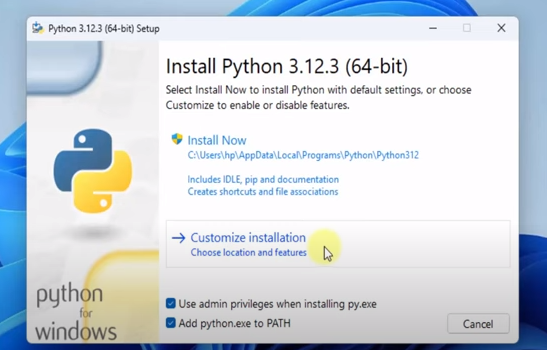 Python 3.12.3 (64-bit) Setup
Install Python 3.12.3 (64-bit)
Select Install Now to install Python with default settings, or choose
Customize to enable or disable features.
Install Now
C:\Users\hp\AppData\Local\Programs\Python\Python312
Includes IDLE, pip and documentation
Creates shortcuts and file associations
Customize installation
Choose location and features
python
for
windows
Use admin privileges when installing py.exe
Add python.exe to PATH
Cancel